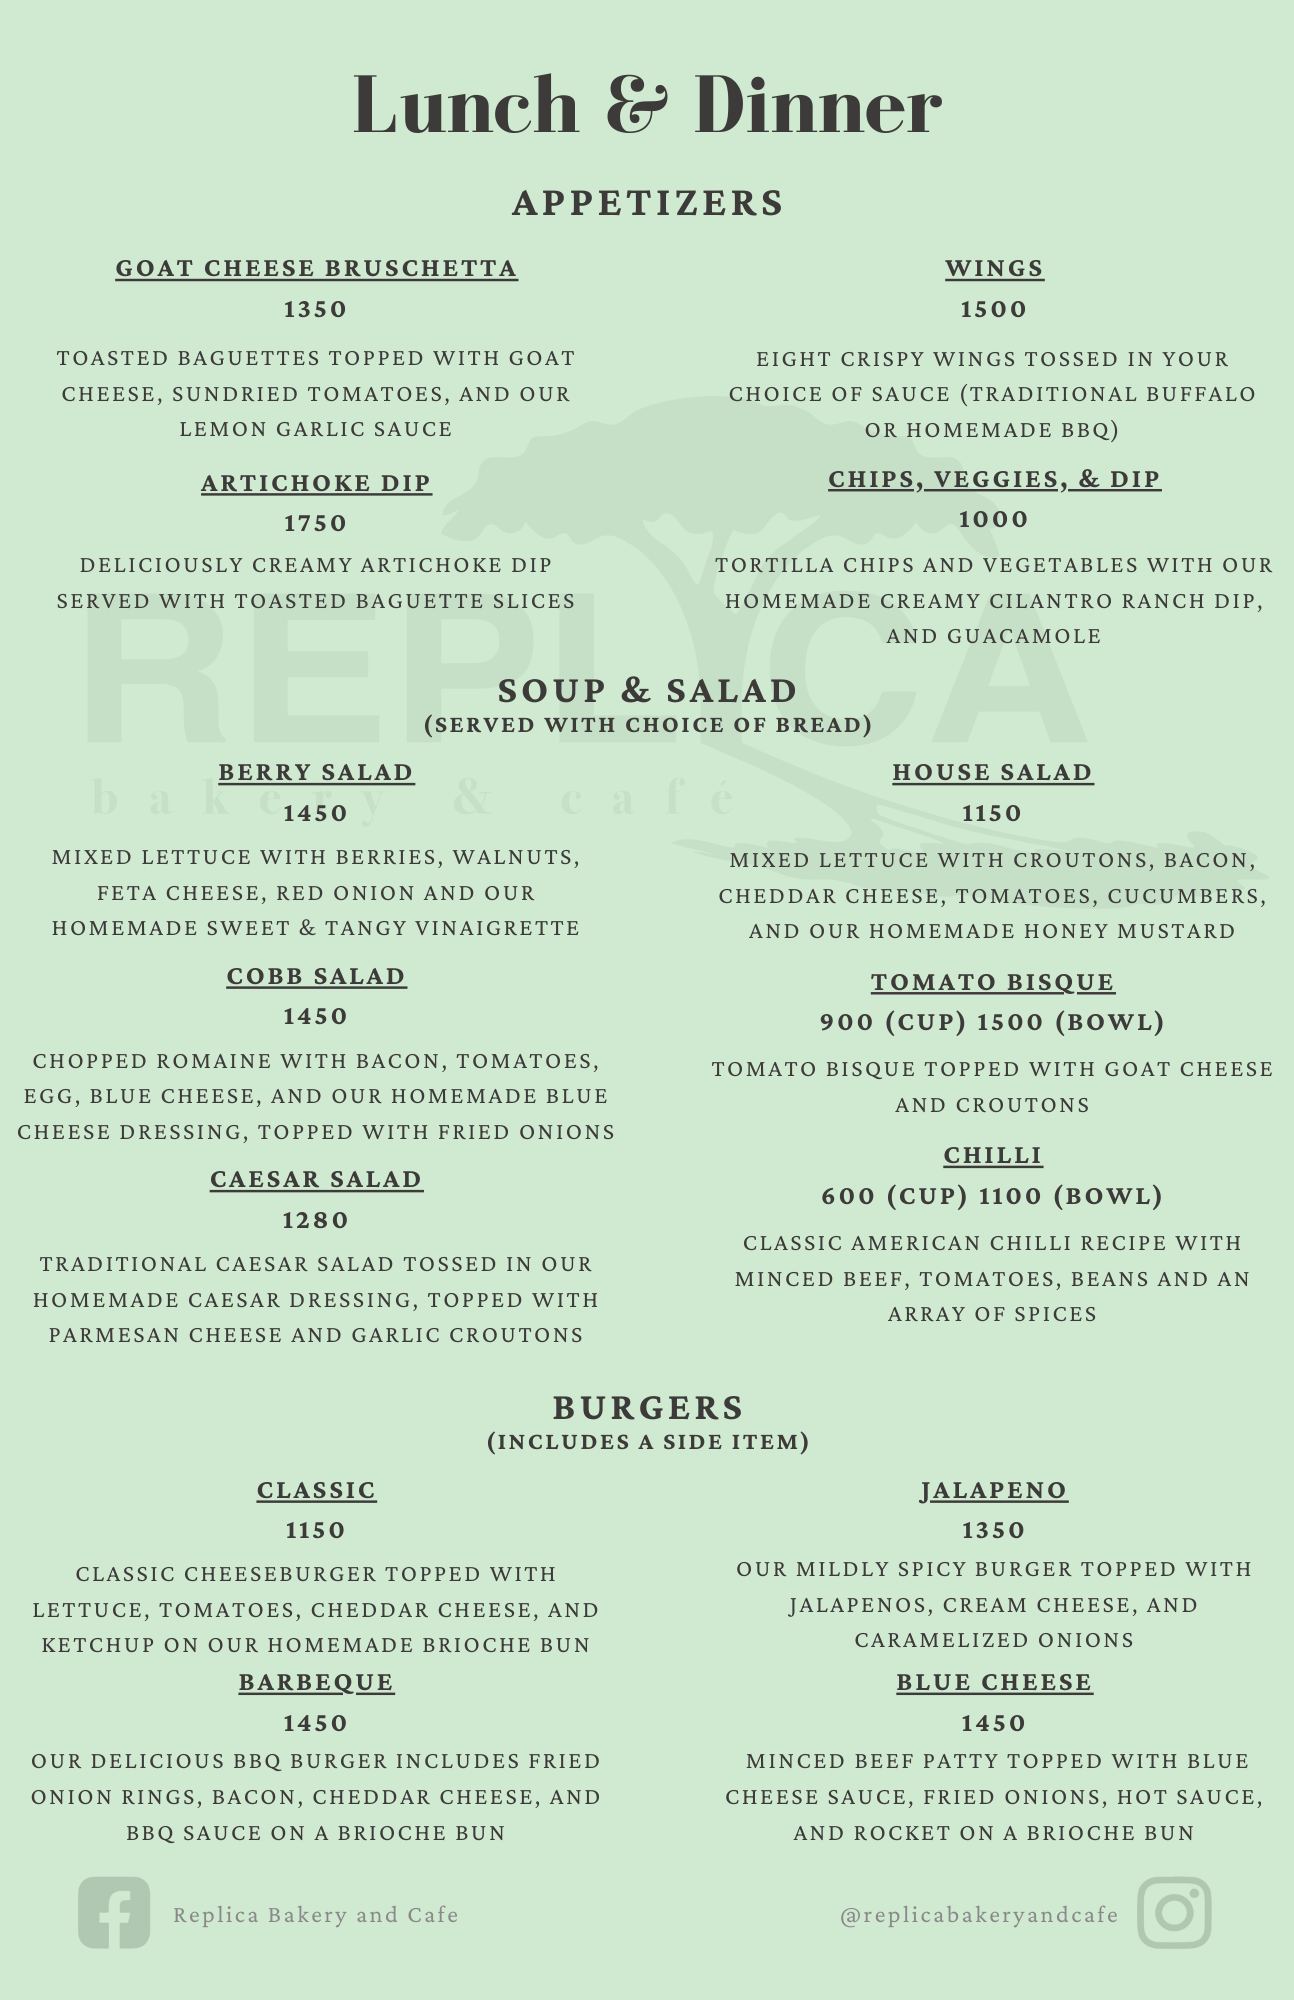 Lunch & Dinner
APPETIZERS
GOAT CHEESE BRUSCHETTA
1350
TOASTED BAGUETTES TOPPED WITH GOAT
CHEESE, SUNDRIED TOMATOES, AND OUR
LEMON GARLIC SAUCE
WINGS
1500
EIGHT CRISPY WINGS TOSSED IN YOUR
CHOICE OF SAUCE (TRADITIONAL BUFFALO
OR HOMEMADE BBQ)
ARTICHOKE DIP
1750
DELICIOUSLY CREAMY ARTICHOKE DIP
SERVED WITH TOASTED BAGUETTE SLICES
CHIPS, VEGGIES, & DIP
1000
TORTILLA CHIPS AND VEGETABLES WITH OUR
HOMEMADE CREAMY CILANTRO RANCH DIP,
AND GUACAMOLE
REPLICA
bakery & café
SOUP & SALAD
(SERVED WITH CHOICE OF BREAD)
BERRY SALAD
1450
MIXED LETTUCE WITH BERRIES, WALNUTS,
FETA CHEESE, RED ONION AND OUR
HOMEMADE SWEET & TANGY VINAIGRETTE
HOUSE SALAD
1150
MIXED LETTUCE WITH CROUTONS, BACON,
CHEDDAR CHEESE, TOMATOES, CUCUMBERS,
AND OUR HOMEMADE HONEY MUSTARD
COBB SALAD
1450
CHOPPED ROMAINE WITH BACON, TOMATOES,
EGG, BLUE CHEESE, AND OUR HOMEMADE BLUE
CHEESE DRESSING, TOPPED WITH FRIED ONIONS
TOMATO BISQUE
900 (CUP) 1500 (BOWL)
TOMATO BISQUE TOPPED WITH GOAT CHEESE
AND CROUTONS
CAESAR SALAD
1280
TRADITIONAL CAESAR SALAD TOSSED IN OUR
HOMEMADE CAESAR DRESSING, TOPPED WITH
PARMESAN CHEESE AND GARLIC CROUTONS
CHILLI
600 (CUP) 1100 (BOWL)
CLASSIC AMERICAN CHILLI RECIPE WITH
MINCED BEEF, TOMATOES, BEANS AND AN
ARRAY OF SPICES
BURGERS
(INCLUDES A SIDE ITEM)
CLASSIC
1150
CLASSIC CHEESEBURGER TOPPED WITH
LETTUCE, TOMATOES, CHEDDAR CHEESE, AND
KETCHUP ON OUR HOMEMADE BRIOCHE BUN
JALAPENO
1350
OUR MILDLY SPICY BURGER TOPPED WITH
JALAPENOS, CREAM CHEESE, AND
CARAMELIZED ONIONS
BARBEQUE
1450
OUR DELICIOUS BBQ BURGER INCLUDES FRIED
ONION RINGS, BACON, CHEDDAR CHEESE, AND
BBQ SAUCE ON A BRIOCHE BUN
BLUE CHEESE
1450
MINCED BEEF PATTY TOPPED WITH BLUE
CHEESE SAUCE, FRIED ONIONS, HOT SAUCE,
AND ROCKET ON A BRIOCHE BUN
Replica Bakery and Cafe
@replicabakeryandcafe